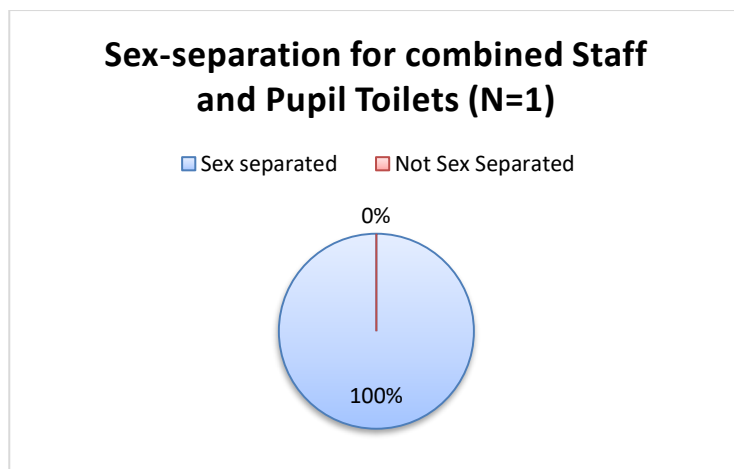 Sex-separation for combined Staff
and Pupil Toilets (N=1)
Sex separated Not Sex Separated
0%
100%